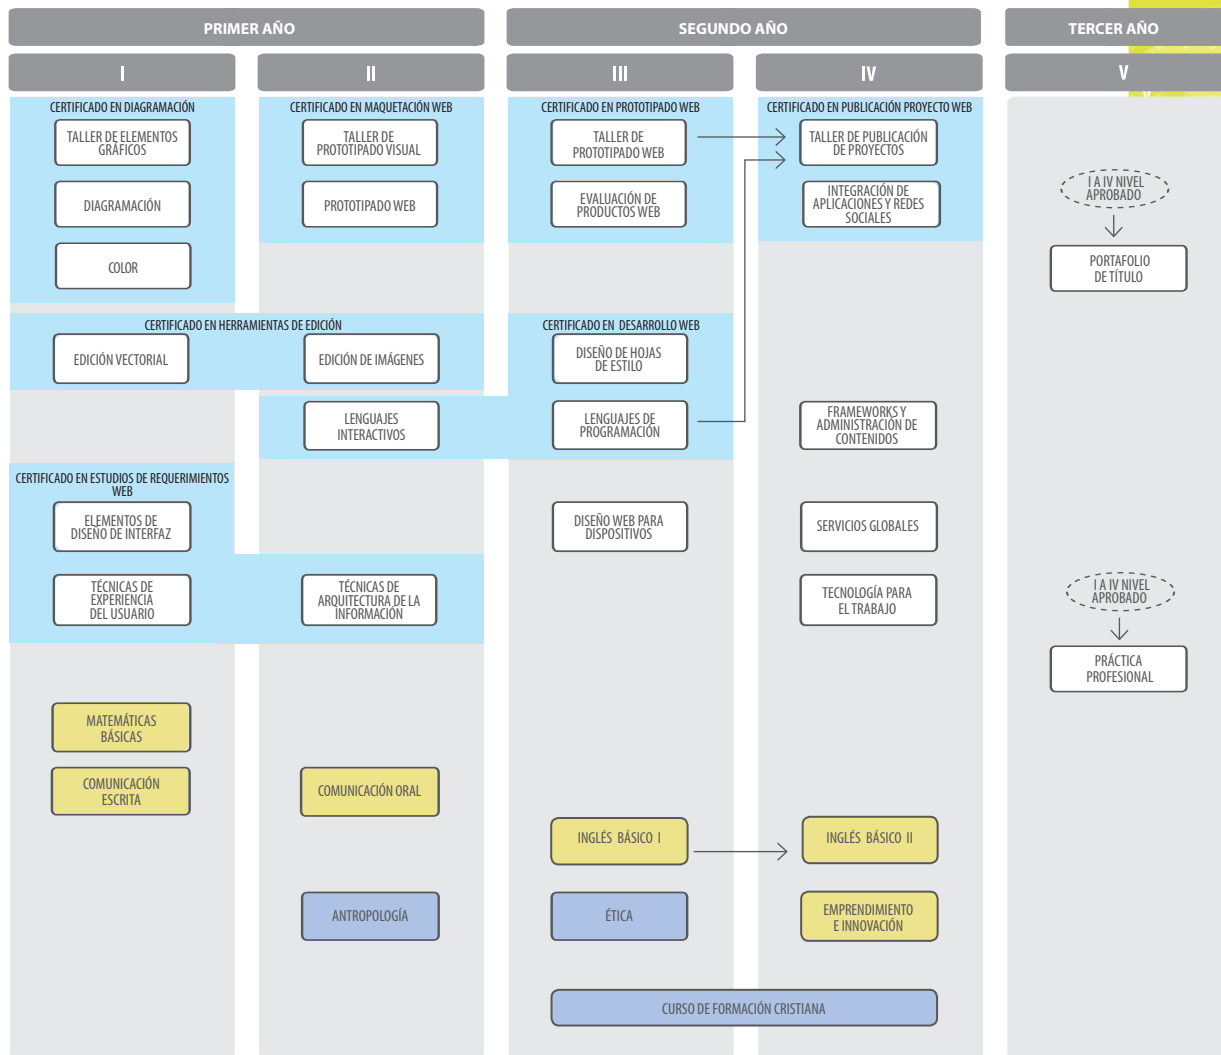 PRIMER AÑO
SEGUNDO AÑO
TERCER AÑO
I
II
III
IV
V
CERTIFICADO EN DIAGRAMACIÓN
TALLER DE ELEMENTOS
GRÁFICOS
DIAGRAMACIÓN
COLOR
CERTIFICADO EN MAQUETACIÓN WEB
TALLER DE
PROTOTIPADO VISUAL
PROTOTIPADO WEB
CERTIFICADO EN PROTOTIPADO WEB
TALLER DE
PROTOTIPADO WEB
EVALUACIÓN DE
PRODUCTOS WEB
CERTIFICADO EN PUBLICACIÓN PROYECTO WEB
TALLER DE PUBLICACIÓN
DE PROYECTOS
INTEGRACIÓN DE
APLICACIONES Y REDES
SOCIALES
I A IV NIVEL
APROBADO
PORTAFOLIO
DE TÍTULO
CERTIFICADO EN HERRAMIENTAS DE EDICIÓN
EDICIÓN VECTORIAL
EDICIÓN DE IMÁGENES
CERTIFICADO EN DESARROLLO WEB
DISEÑO DE HOJAS
DE ESTILO
LENGUAJES
INTERACTIVOS
LENGUAJES DE
PROGRAMACIÓN
FRAMEWORKS Y
ADMINISTRACIÓN DE
CONTENIDOS
CERTIFICADO EN ESTUDIOS DE REQUERIMIENTOS
WEB
ELEMENTOS DE
DISEÑO DE INTERFAZ
DISEÑO WEB PARA
DISPOSITIVOS
SERVICIOS GLOBALES
TÉCNICAS DE
EXPERIENCIA
DEL USUARIO
TÉCNICAS DE
ARQUITECTURA DE LA
INFORMACIÓN
TECNOLOGÍA PARA
EL TRABAJO
I A IV NIVEL
APROBADO
PRÁCTICA
PROFESIONAL
MATEMÁTICAS
BÁSICAS
COMUNICACIÓN
ESCRITA
COMUNICACIÓN ORAL
INGLÉS BÁSICO I
INGLÉS BÁSICO II
ANTROPOLOGÍA
ÉTICA
EMPRENDIMIENTO
E INNOVACIÓN
CURSO DE FORMACIÓN CRISTIANA